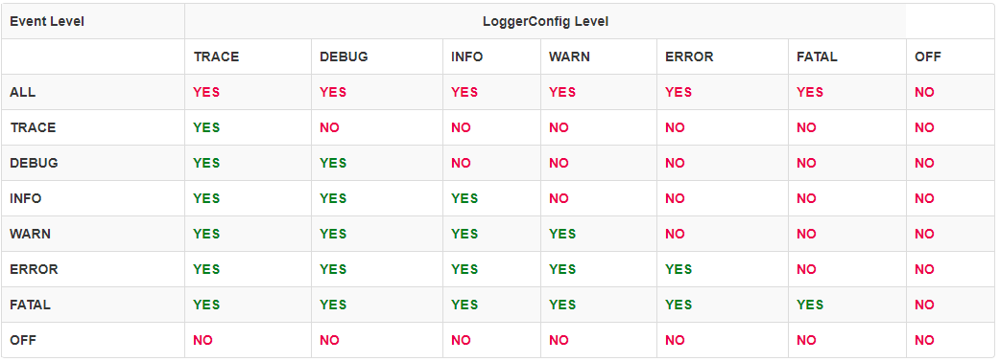 Event Level LoggerConfig Level
TRACE DEBUG INFO WARN ERROR FATAL OFF
ALL YES YES YES YES YES YES NO
TRACE YES NO NO NO NO NO NO
DEBUG YES YES NO NO NO NO NO
INFO YES YES YES NO NO NO NO
WARN YES YES YES YES NO NO NO
ERROR YES YES YES YES YES NO NO
FATAL YES YES YES YES YES YES NO
OFF NO NO NO NO NO NO NO